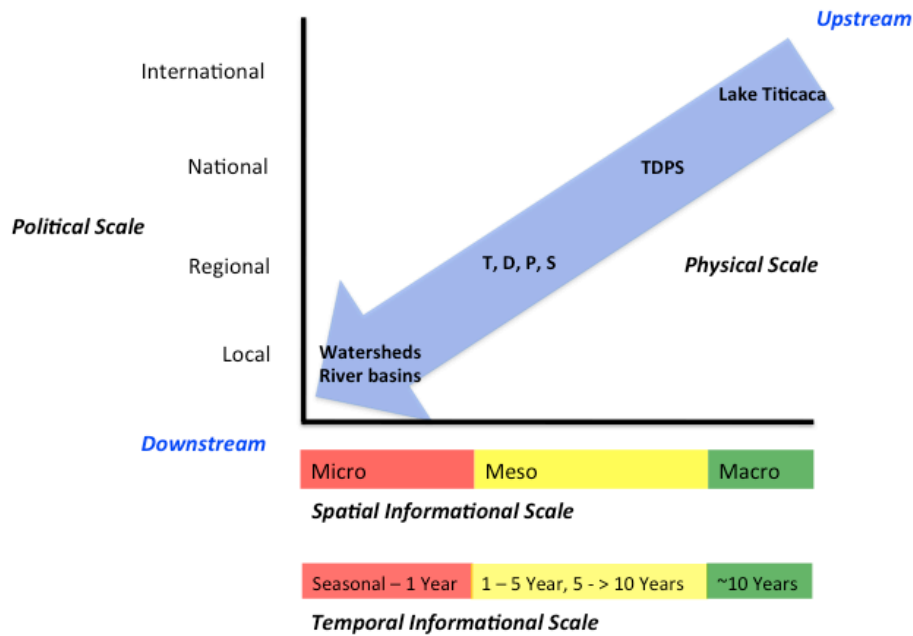 Upstream
International
Lake Titicaca
National
TDPS
Political Scale
Regional
T, D, P, S
Physical Scale
Local
Watersheds
River basins
Downstream
Micro
Meso
Macro
Spatial Informational Scale
Seasonal – 1 Year
1 – 5 Year, 5 - > 10 Years
~10 Years
Temporal Informational Scale